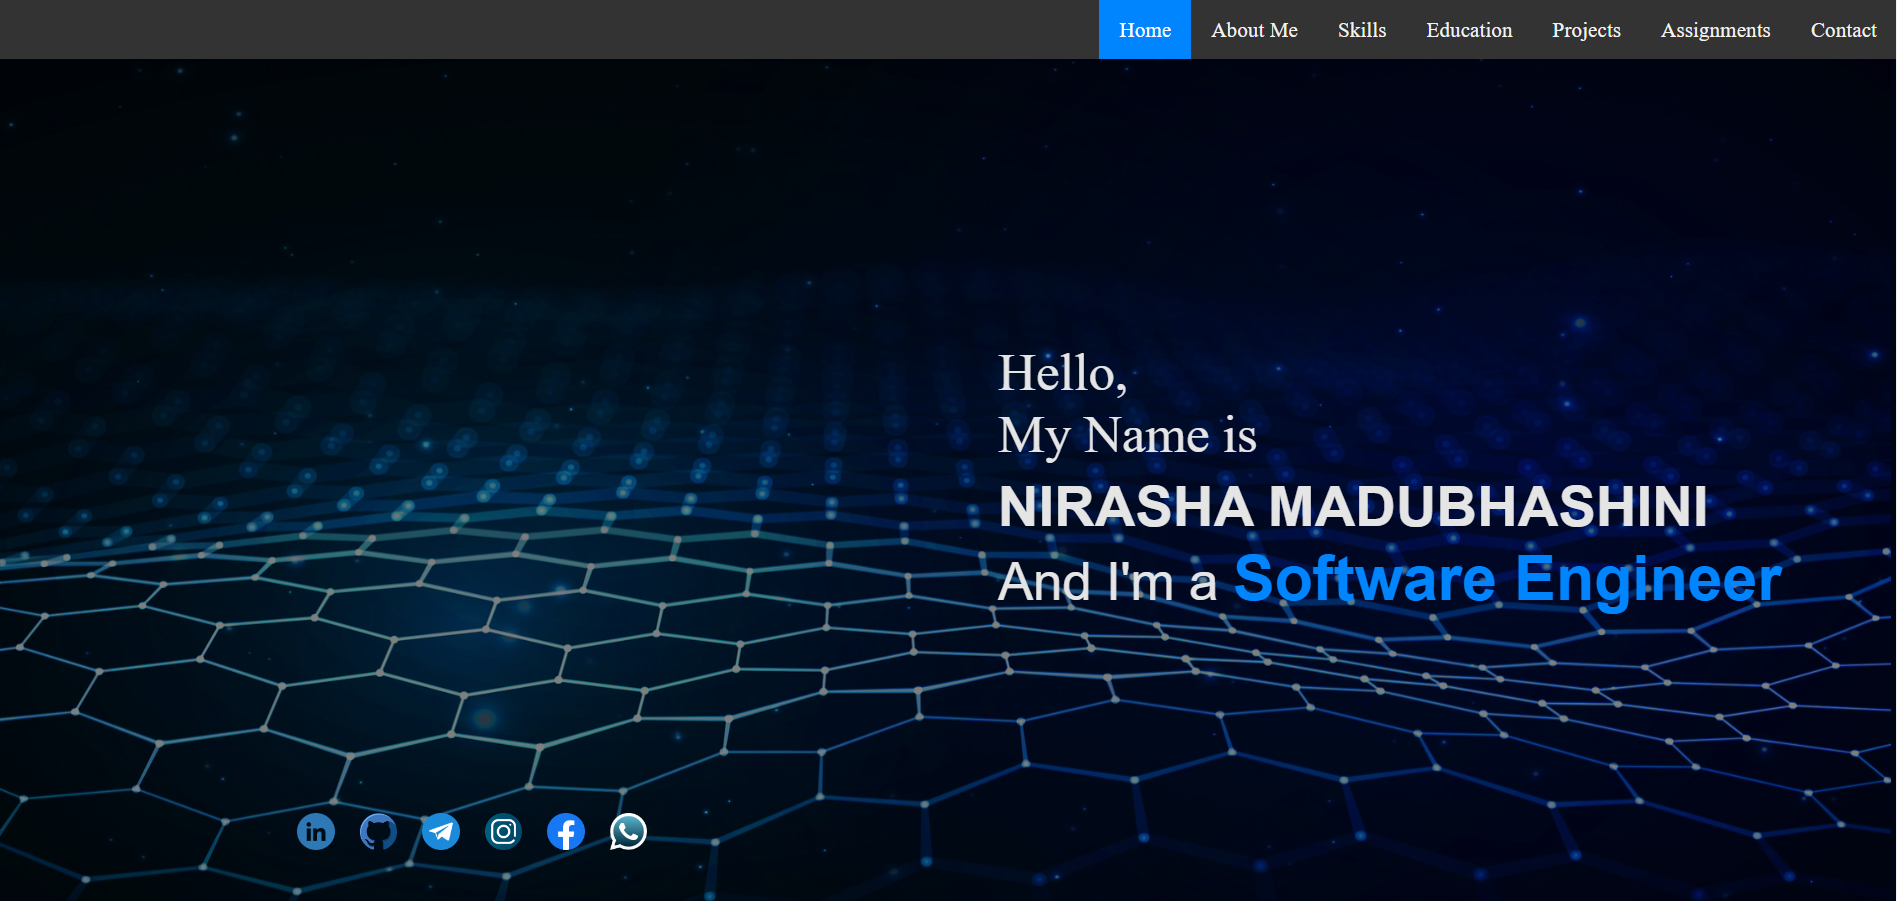 Home About Me Skills Education Projects Assignments Contact
Hello,
My Name is
NIRASHA MADUBHASHINI
And I'm a Software Engineer
in